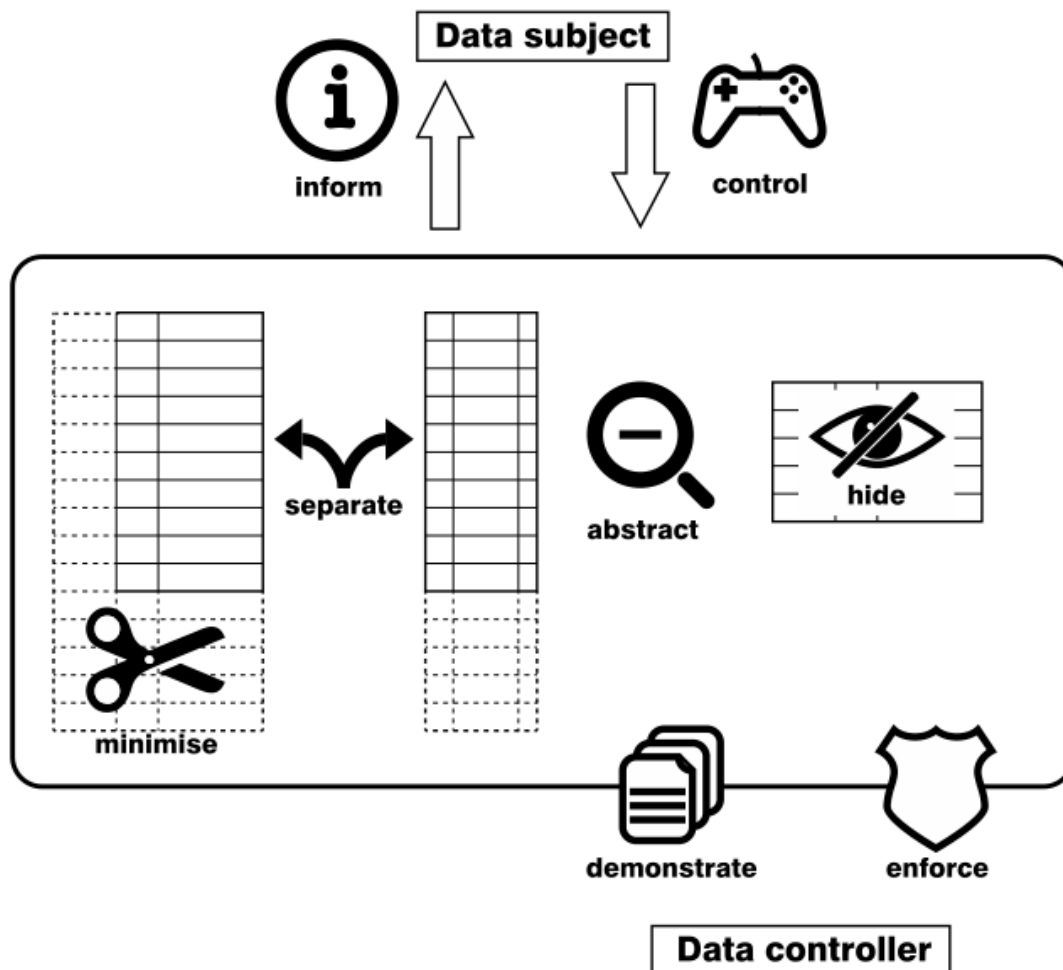 Data subject
inform
control
separate
abstract
hide
minimise
demonstrate
enforce
Data controller